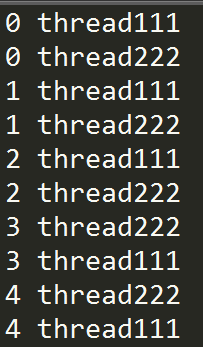 0 thread111
0 thread222
1 thread111
1 thread222
2 thread111
2 thread222
3 thread222
3 thread111
4 thread222
4 thread111